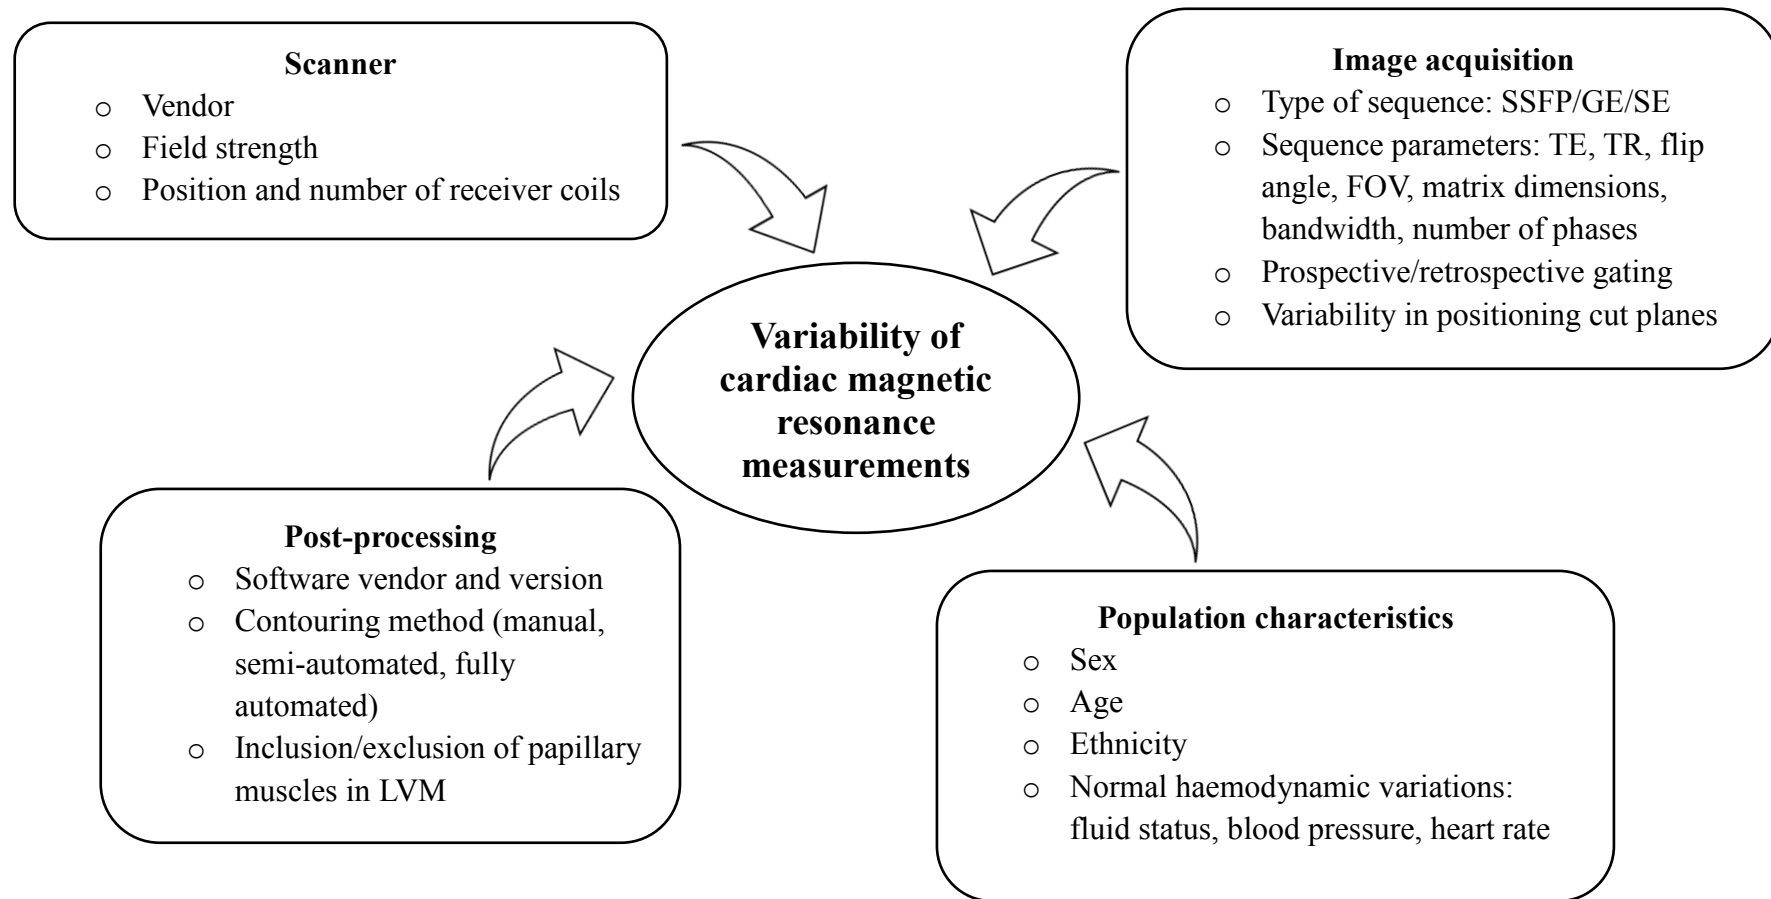 Scanner
o Vendor
o Field strength
o Position and number of receiver coils
Image acquisition
o Type of sequence: SSFP/GE/SE
o Sequence parameters: TE, TR, flip
angle, FOV, matrix dimensions,
bandwidth, number of phases
o Prospective/retrospective gating
o Variability in positioning cut planes
Variability of
cardiac magnetic
resonance
measurements
Post-processing
o Software vendor and version
o Contouring method (manual,
semi-automated, fully
automated)
o Inclusion/exclusion of papillary
muscles in LVM
Population characteristics
o Sex
o Age
o Ethnicity
o Normal haemodynamic variations:
fluid status, blood pressure, heart rate